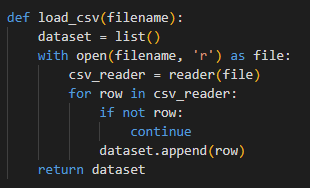 def load_csv(filename):
    dataset = list()
    with open(filename, 'r') as file:
        csv_reader = reader(file)
        for row in csv_reader:
            if not row:
                continue
            dataset.append(row)
    return dataset